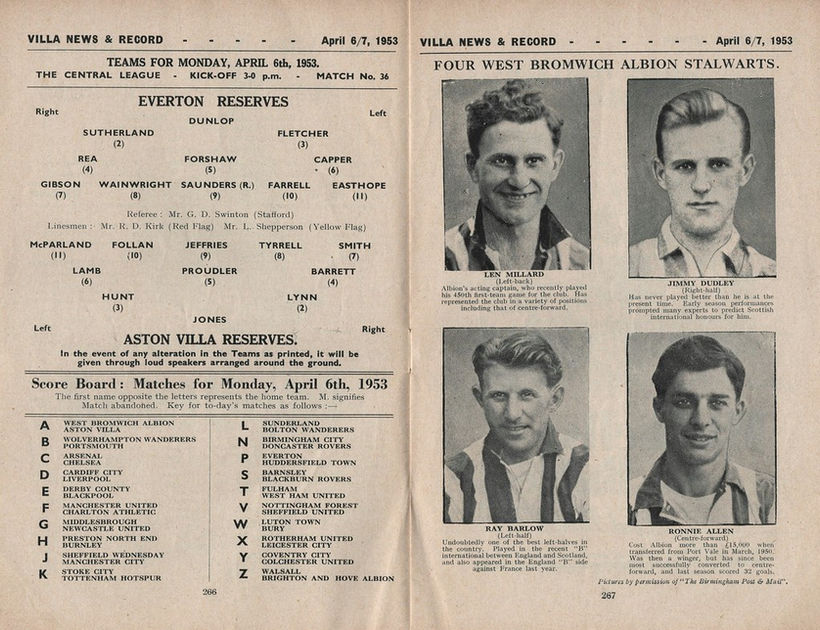 VILLA NEWS & RECORD - - - - - April 6/7, 1953
TEAMS FOR MONDAY, APRIL 6th, 1953.
THE CENTRAL LEAGUE - KICK-OFF 3-0 p.m. - MATCH No. 36
EVERTON RESERVES
Right Left
DUNLOP
SUTHERLAND FLETCHER
(2) (3)
REA FORSHAW CAPPER
(4) (5) (6)
GIBSON WAINWRIGHT SAUNDERS (R.) FARRELL EASTHOPE
(7) (8) (9) (10) (11)
Referee : Mr. G. D. Swinton (Stafford)
Linesmen : Mr. R. D. Kirk (Red Flag) Mr. L. Shepperson (Yellow Flag)
McPARLAND FOLLAN JEFFRIES TYRRELL SMITH
(11) (10) (9) (8) (7)
LAMB PROUDLER BARRETT
(6) (5) (4)
HUNT LYNN
(3) (2)
JONES
Left Right
ASTON VILLA RESERVES.
In the event of any alteration in the Teams as printed, it will be
given through loud speakers arranged around the ground.
Score Board : Matches for Monday, April 6th, 1953
The first name opposite the letters represents the home team. M. signifies
Match abandoned. Key for to-day's matches as follows :—
A WEST BROMWICH ALBION
ASTON VILLA
B WOLVERHAMPTON WANDERERS
PORTSMOUTH
C ARSENAL
CHELSEA
D CARDIFF CITY
LIVERPOOL
E DERBY COUNTY
BLACKPOOL
F MANCHESTER UNITED
CHARLTON ATHLETIC
G MIDDLESBROUGH
NEWCASTLE UNITED
H PRESTON NORTH END
BURNLEY
J SHEFFIELD WEDNESDAY
MANCHESTER CITY
K STOKE CITY
TOTTENHAM HOTSPUR
L SUNDERLAND
BOLTON WANDERERS
N BIRMINGHAM CITY
DONCASTER ROVERS
P EVERTON
HUDDERSFIELD TOWN
S BARNSLEY
BLACKBURN ROVERS
T FULHAM
WEST HAM UNITED
V NOTTINGHAM FOREST
SHEFFIELD UNITED
W LUTON TOWN
BURY
X ROTHERHAM UNITED
LEICESTER CITY
Y COVENTRY CITY
COLCHESTER UNITED
Z WALSALL
BRIGHTON AND HOVE ALBION
266
VILLA NEWS & RECORD - - - - - April 6/7, 1953
FOUR WEST BROMWICH ALBION STALWARTS.
LEN MILLARD
(Left-back)
Albion's acting captain, who recently played
his 450th first-team game for the club. Has
represented the club in a variety of positions
including that of centre-forward.
JIMMY DUDLEY
(Right-half)
Has never played better than he is at the
present time. Early season performances
prompted many experts to predict Scottish
international honours for him.
RAY BARLOW
(Left-half)
Undoubtedly one of the best left-halves in
the country. Played in the recent "B"
international between England and Scotland,
and also appeared in the England "B" side
against France last year.
RONNIE ALLEN
(Centre-forward)
Cost Albion more than £15,000 when
transferred from Port Vale in March, 1950.
Was then a winger, but has since been
most successfully converted to centre-
forward, and last season scored 32 goals.
Pictures by permission of "The Birmingham Post & Mail".
267